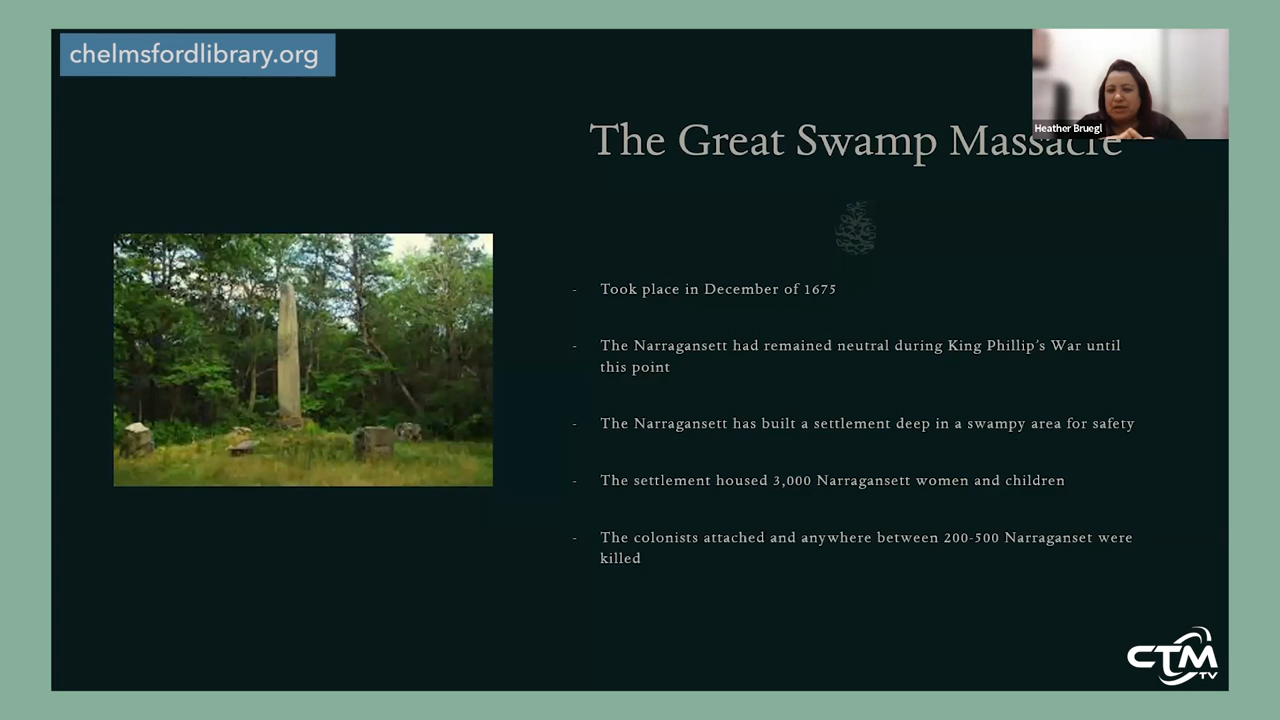 chelmsfordlibrary.org
Heather Bruegl
The Great Swamp Massacre
- Took place in December of 1675
- The Narragansett had remained neutral during King Phillip's War until
this point
- The Narragansett has built a settlement deep in a swampy area for safety
- The settlement housed 3,000 Narragansett women and children
- The colonists attached and anywhere between 200-500 Narraganset were
killed
CTM
TV